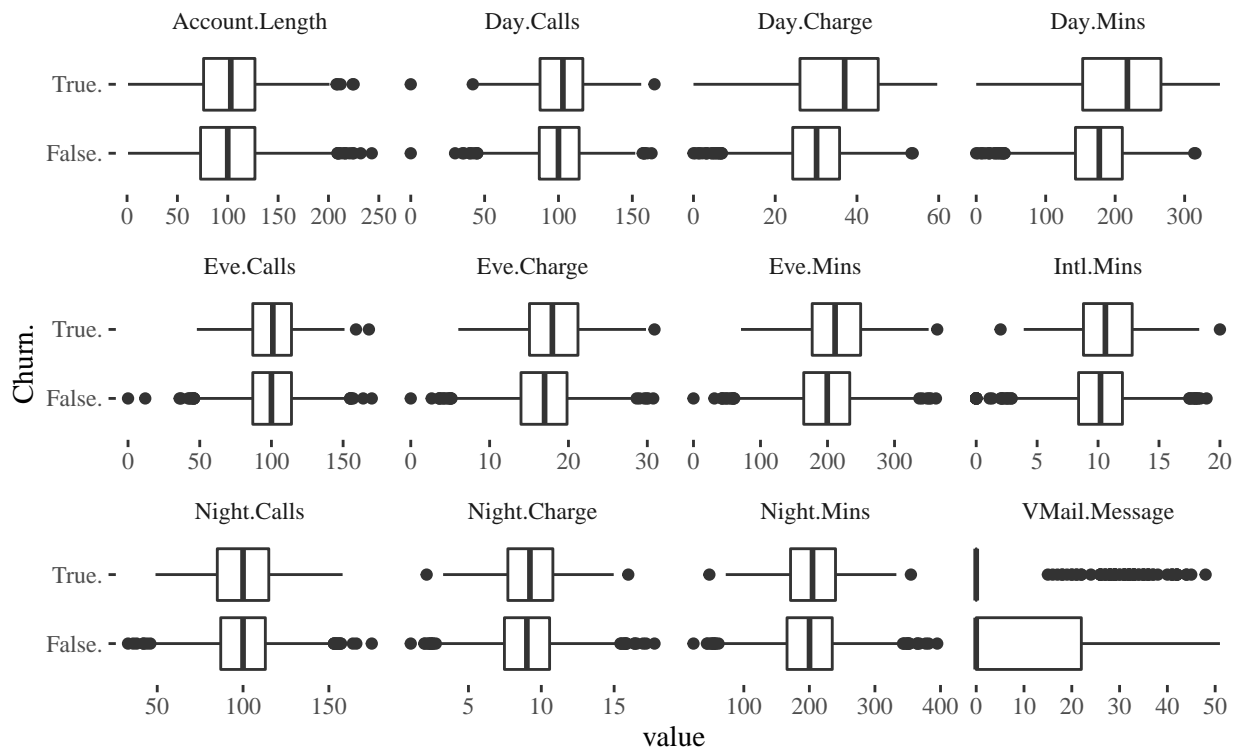 Account.Length Day.Calls Day.Charge Day.Mins
True.
False.
0 50 100 150 200 250 0 50 100 150 0 20 40 60 0 100 200 300
Eve.Calls Eve.Charge Eve.Mins Intl.Mins
True.
False.
0 50 100 150 0 10 20 30 0 100 200 300 0 5 10 15 20
Night.Calls Night.Charge Night.Mins VMail.Message
True.
False.
50 100 150 5 10 15 100 200 300 400 0 10 20 30 40 50
Churn.
value